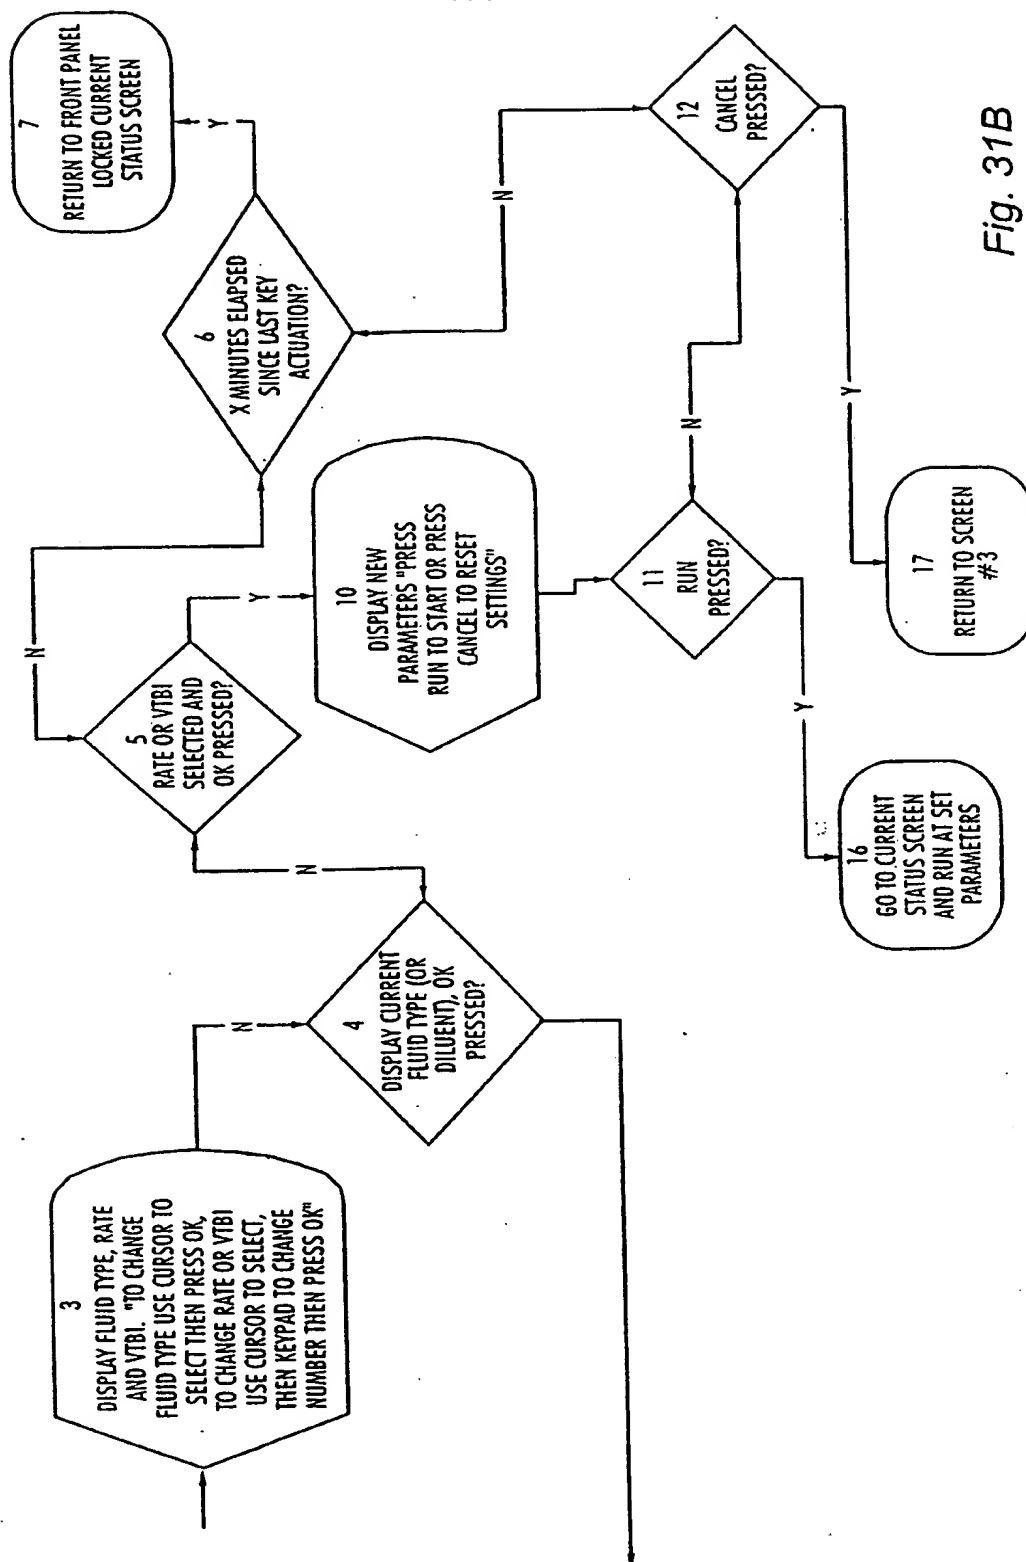 3
DISPLAY FLUID TYPE, RATE
AND VTBI. "TO CHANGE
FLUID TYPE USE CURSOR TO
SELECT THEN PRESS OK,
TO CHANGE RATE OR VTBI
USE CURSOR TO SELECT,
THEN KEYPAD TO CHANGE
NUMBER THEN PRESS OK"
N
4
DISPLAY CURRENT
FLUID TYPE (OR
DILUENT), OK
PRESSED?
N
5
RATE OR VTBI
SELECTED AND
OK PRESSED?
N
Y
6
X MINUTES ELAPSED
SINCE LAST KEY
ACTUATION?
Y
7
RETURN TO FRONT PANEL
LOCKED CURRENT
STATUS SCREEN
N
10
DISPLAY NEW
PARAMETERS "PRESS
RUN TO START OR PRESS
CANCEL TO RESET
SETTINGS"
11
RUN
PRESSED?
N
Y
12
CANCEL
PRESSED?
Y
16
GO TO CURRENT
STATUS SCREEN
AND RUN AT SET
PARAMETERS
17
RETURN TO SCREEN
#3
Fig. 31B